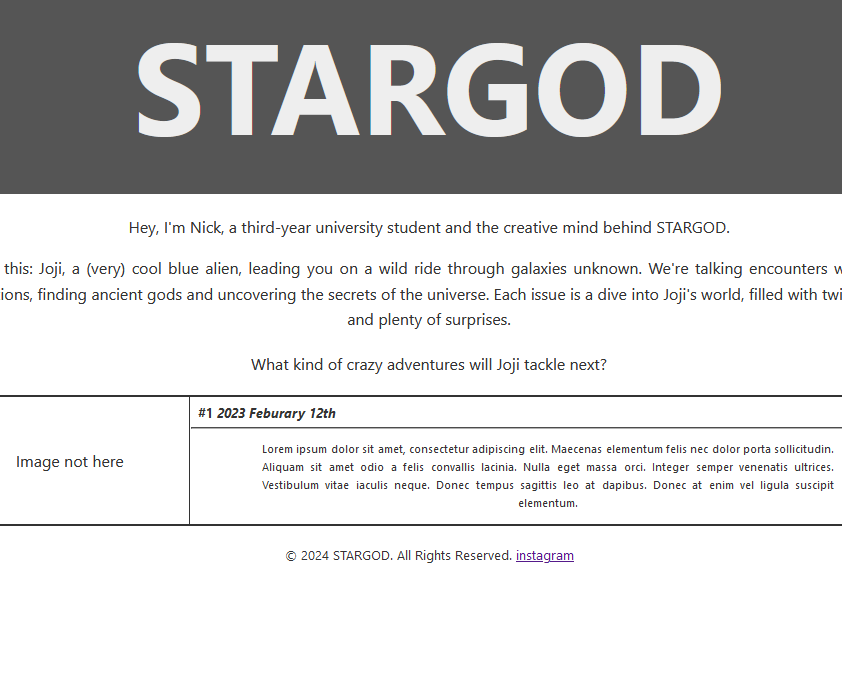 STARGOD
Hey, I'm Nick, a third-year university student and the creative mind behind STARGOD.
this: Joji, a (very) cool blue alien, leading you on a wild ride through galaxies unknown. We're talking encounters
finding ancient gods and uncovering the secrets of the universe. Each issue is a dive into Joji's world, filled with
and plenty of surprises.
What kind of crazy adventures will Joji tackle next?
#1 2023 Feburary 12th
Image not here
Lorem ipsum dolor sit amet, consectetur adipiscing elit. Maecenas elementum felis nec dolor porta sollicitudin.
Aliquam sit amet odio a felis convallis lacinia. Nulla eget massa orci. Integer semper venenatis ultrices.
Vestibulum vitae iaculis neque. Donec tempus sagittis leo at dapibus. Donec at enim vel ligula suscipit
elementum.
© 2024 STARGOD. All Rights Reserved. instagram